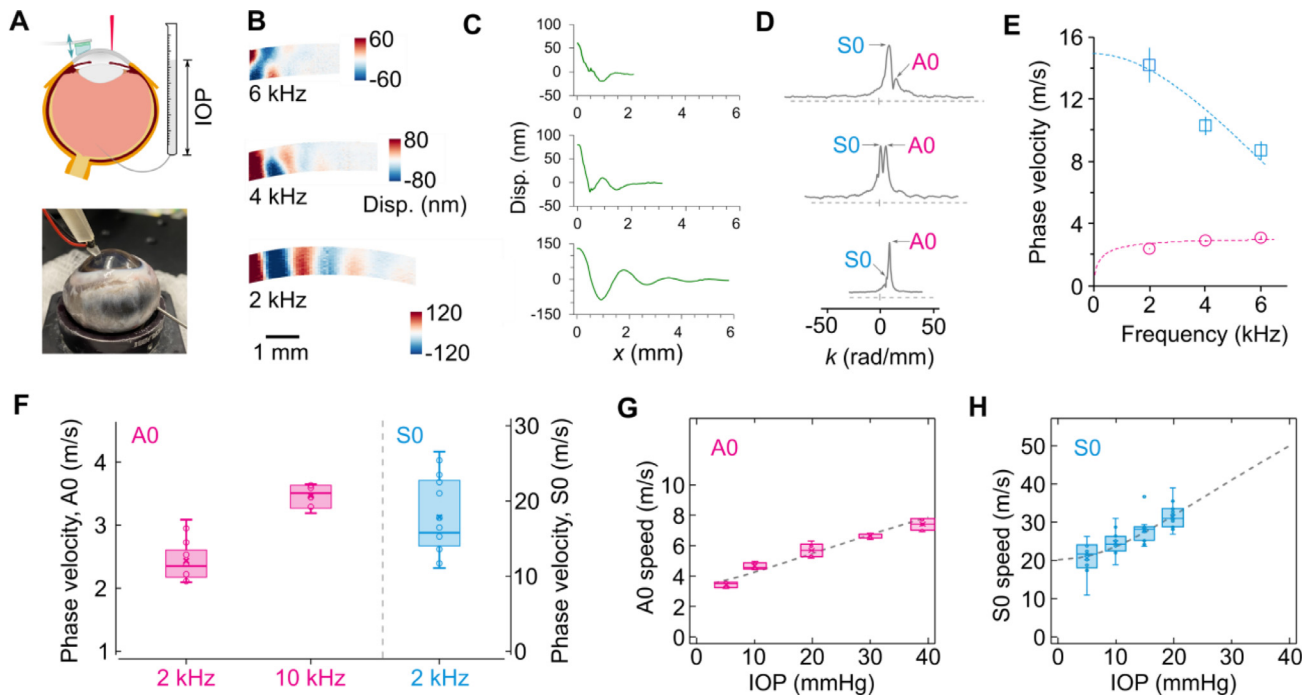 A
IOP
B
60
-60
6 kHz
80
-80
4 kHz
Disp. (nm)
2 kHz
120
-120
1 mm
C
100
50
0
-50
0 2 4 6 8
100
50
0
-50
0 2 4 6
Disp. (nm)
150
0
-150
0 2 4 6
x (mm)
D
S0
A0
S0
A0
A0
S0
-50 0 50
k (rad/mm)
E
Phase velocity (m/s)
16
12
8
4
0
0 2 4 6
Frequency (kHz)
F
A0
S0
Phase velocity, A0 (m/s)
4
3
2
1
Phase velocity, S0 (m/s)
30
20
10
0
2 kHz 10 kHz 2 kHz
G
A0
A0 speed (m/s)
10
8
6
4
2
0
0 10 20 30 40
IOP (mmHg)
H
S0
S0 speed (m/s)
50
40
30
20
10
0
0 10 20 30 40
IOP (mmHg)